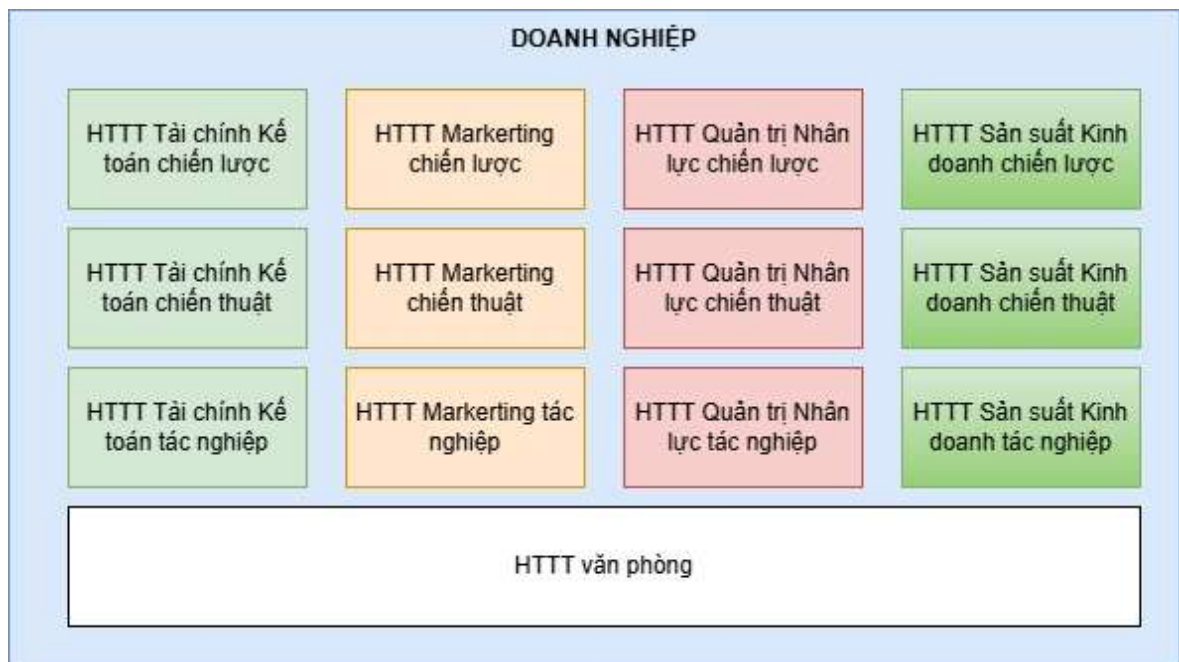 DOANH NGHIỆP
HTTT Tài chính Kế
toán chiến lược
HTTT Markerting
chiến lược
HTTT Quản trị Nhân
lực chiến lược
HTTT Sản suất Kinh
doanh chiến lược
HTTT Tài chính Kế
toán chiến thuật
HTTT Markerting
chiến thuật
HTTT Quản trị Nhân
lực chiến thuật
HTTT Sản suất Kinh
doanh chiến thuật
HTTT Tài chính Kế
toán tác nghiệp
HTTT Markerting tác
nghiệp
HTTT Quản trị Nhân
lực tác nghiệp
HTTT Sản suất Kinh
doanh tác nghiệp
HTTT văn phòng